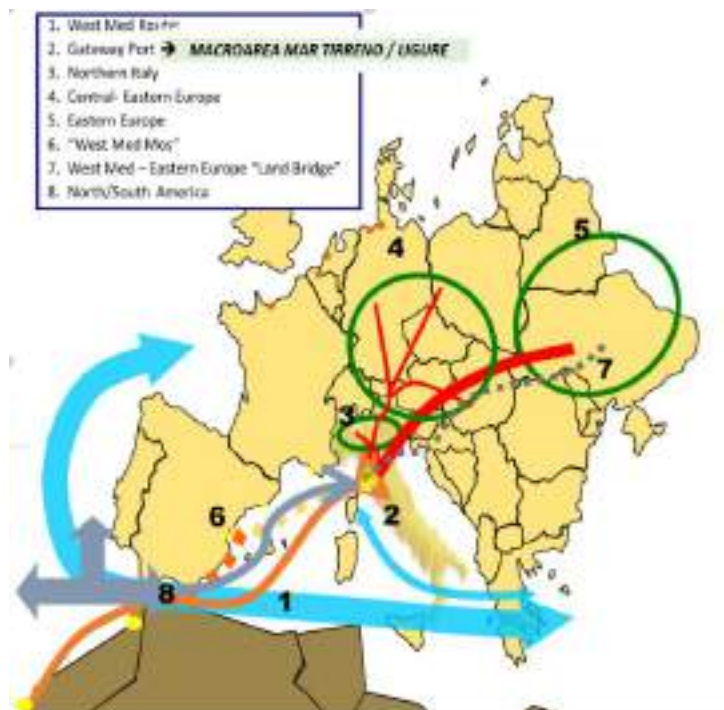 1. West Med
2. Gateway Port → MACROAREA MAR TIRRENO / LIGURE
3. Northern Italy
4. Central- Eastern Europe
5. Eastern Europe
6. "West Med Mos"
7. West Med – Eastern Europe "Land Bridge"
8. North/South America
5
4
7
3
6
2
8
1